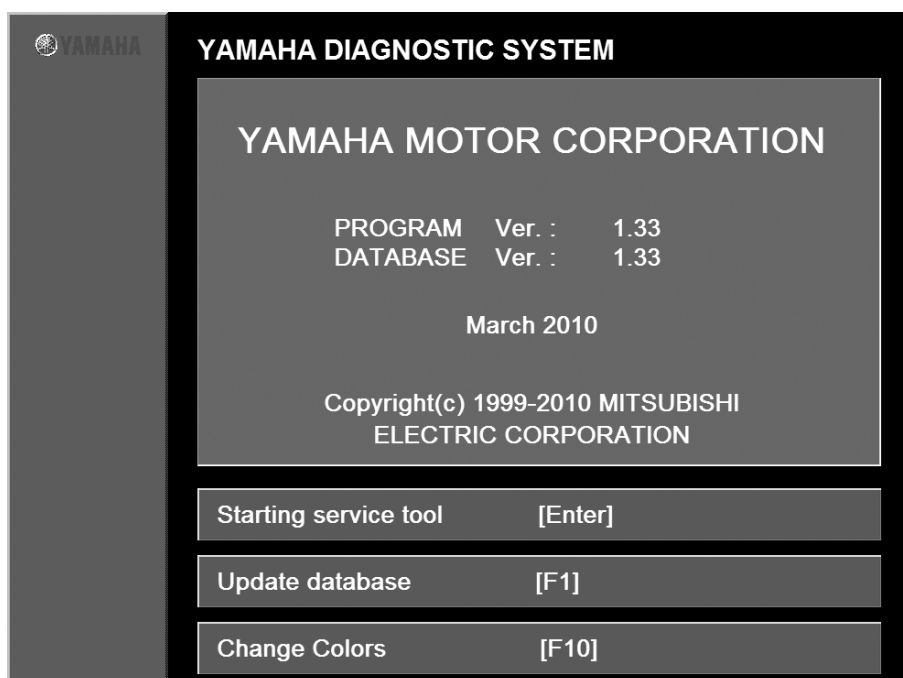 YAMAHA
YAMAHA DIAGNOSTIC SYSTEM
YAMAHA MOTOR CORPORATION
PROGRAM Ver. : 1.33
DATABASE Ver. : 1.33
March 2010
Copyright(c) 1999-2010 MITSUBISHI
ELECTRIC CORPORATION
Starting service tool [Enter]
Update database [F1]
Change Colors [F10]